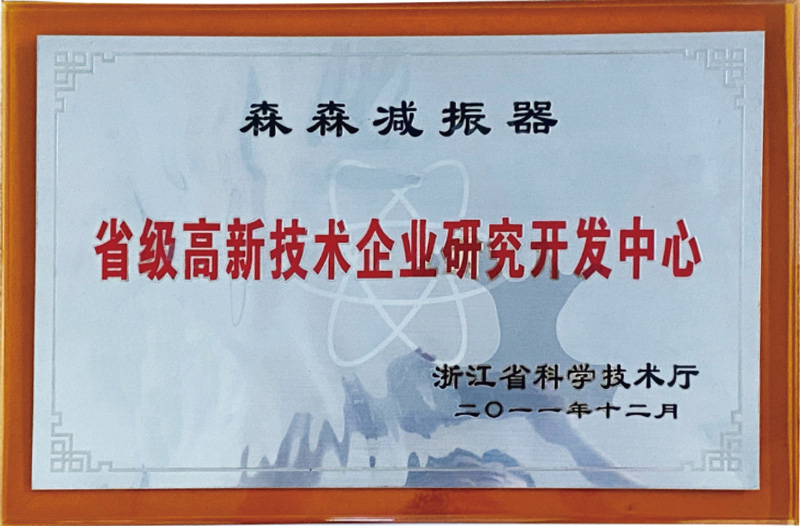 森森减振器
省级高新技术企业研究开发中心
浙江省科学技术厅
二〇一一年十二月